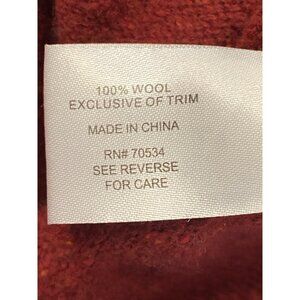 100% WOOL
EXCLUSIVE OF TRIM
MADE IN CHINA
RN# 70534
SEE REVERSE
FOR CARE